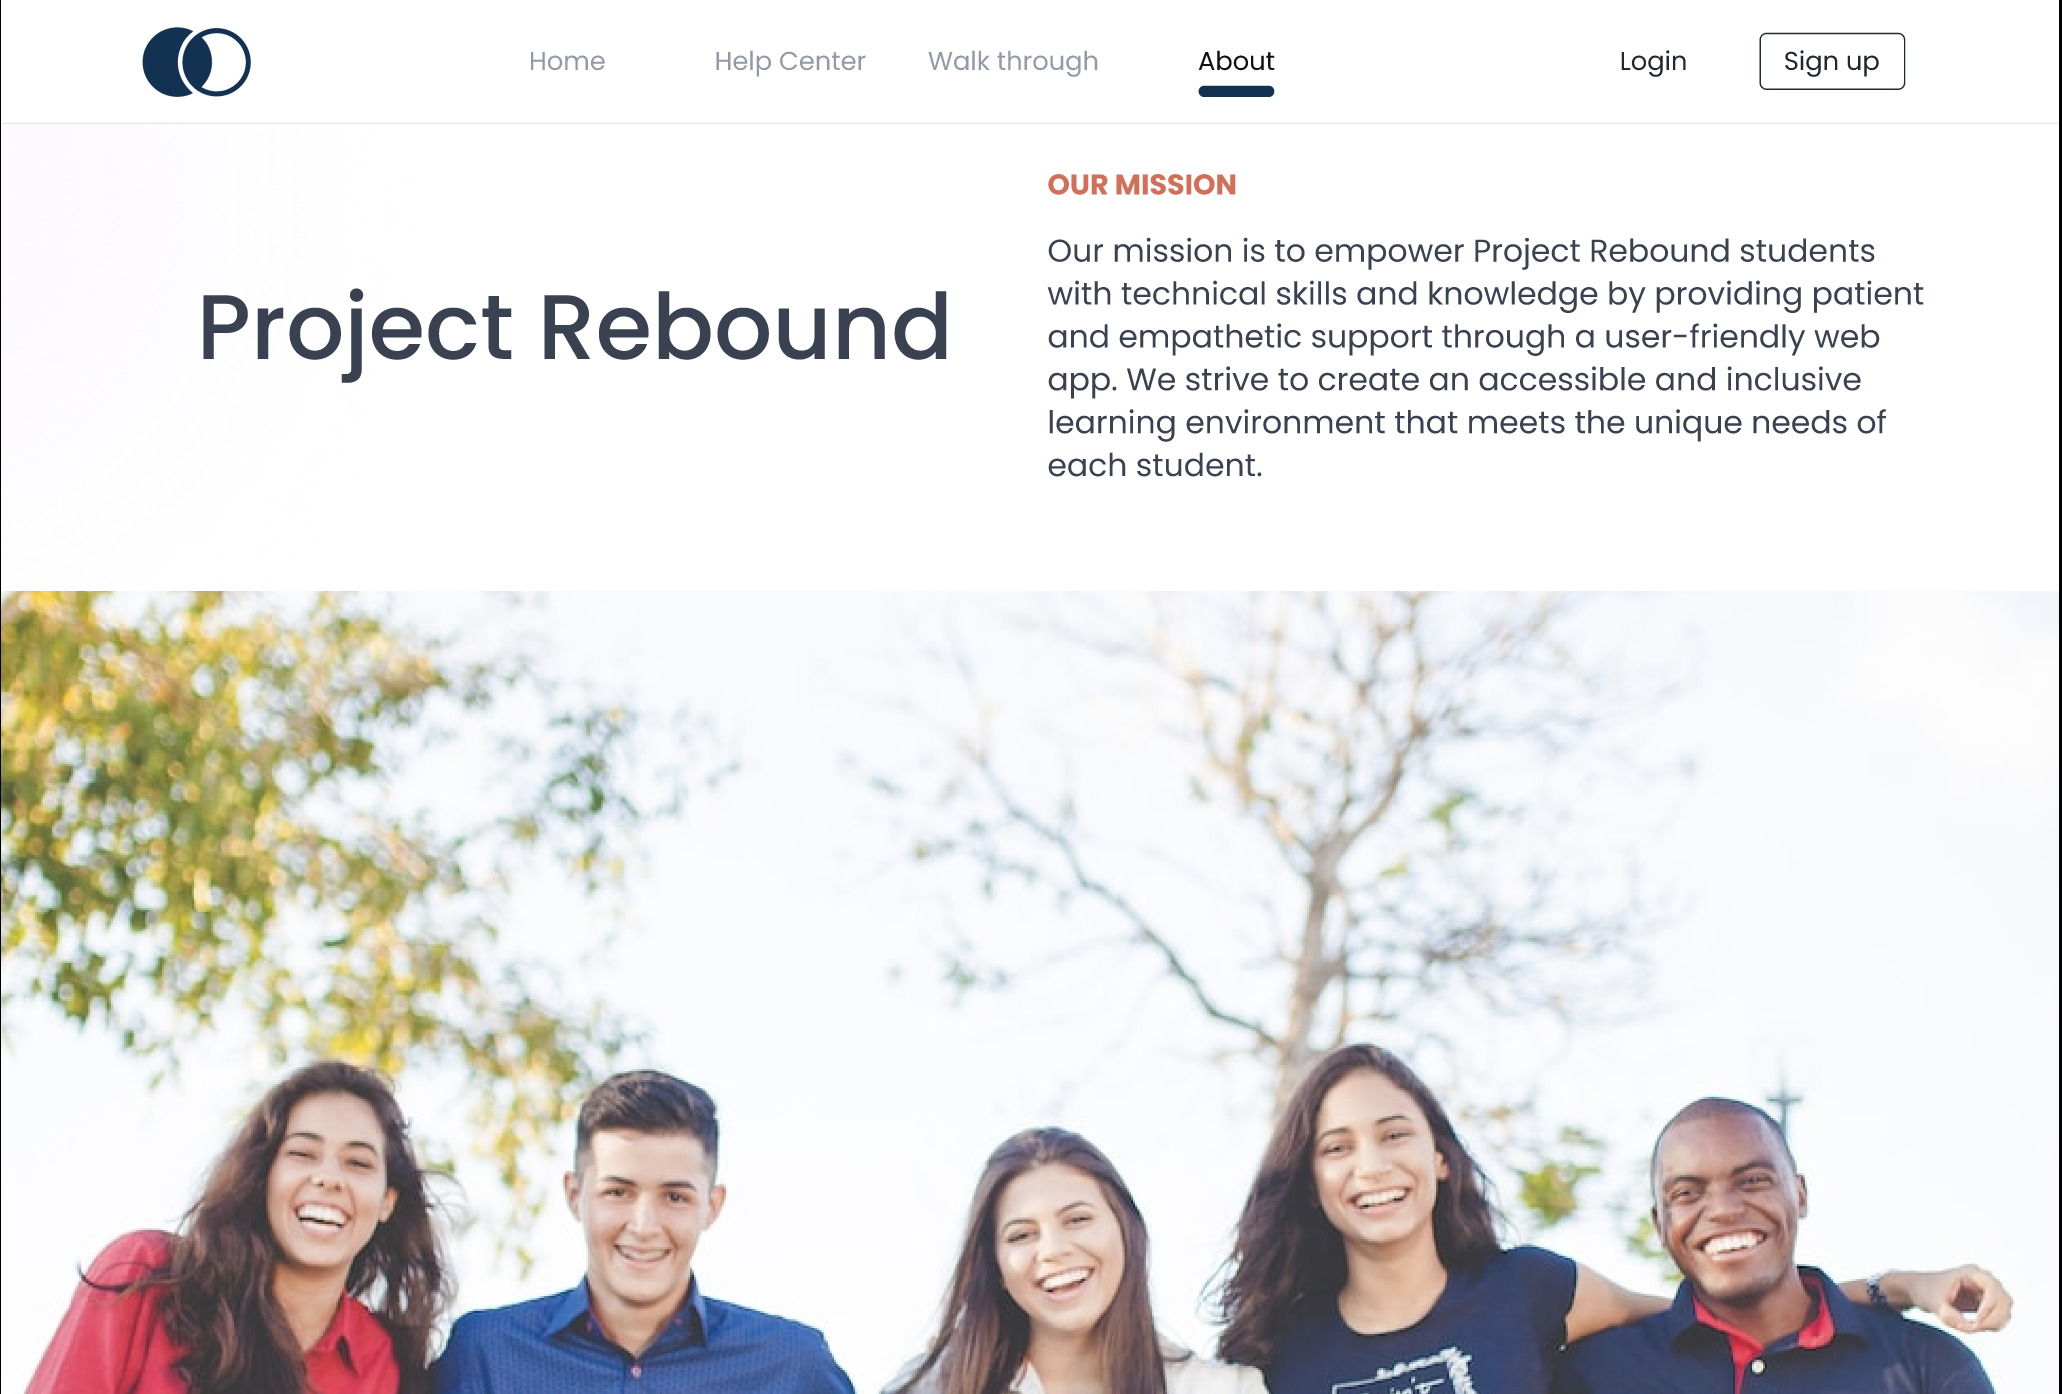 Home
Help Center
Walk through
About
Login
Sign up
OUR MISSION
Project Rebound
Our mission is to empower Project Rebound students
with technical skills and knowledge by providing patient
and empathetic support through a user-friendly web
app. We strive to create an accessible and inclusive
learning environment that meets the unique needs of
each student.